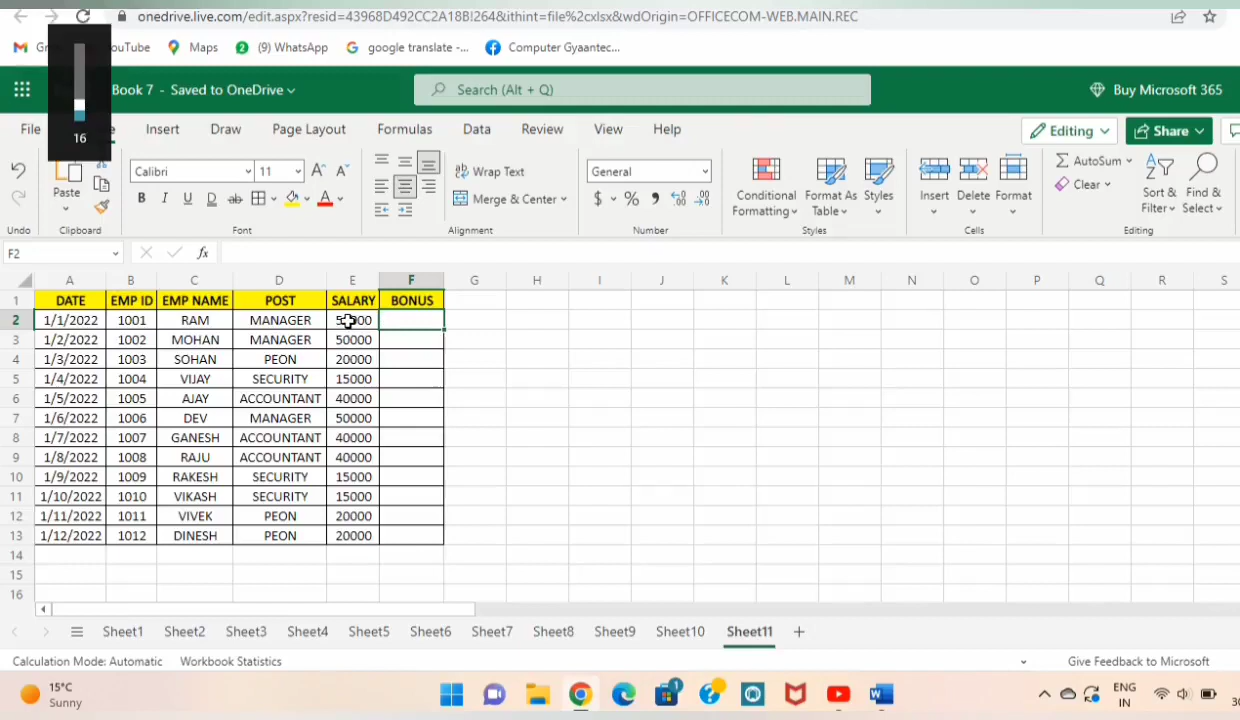 onedrive.live.com/edit.aspx?resid=43968D492CC2A18B!264&ithint=file%2cxlsx&wdOrigin=OFFICECOM-WEB.MAIN.REC
Maps (9) WhatsApp google translate -... Computer Gyaantec...
Book 7 - Saved to OneDrive Search (Alt + Q) Buy Microsoft 365
16
File Insert Draw Page Layout Formulas Data Review View Help Editing Share
Calibri 11 Wrap Text General AutoSum
Paste B I U D ab A Merge & Center $ % Conditional Formatting Format As Table Styles Insert Delete Format Clear Sort & Filter Find & Select
Undo Clipboard Font Alignment Number Styles Cells Editing
F2 fx
A B C D E F G H I J K L M N O P Q R S
1 DATE EMP ID EMP NAME POST SALARY BONUS
2 1/1/2022 1001 RAM MANAGER
3 1/2/2022 1002 MOHAN MANAGER 50000
4 1/3/2022 1003 SOHAN PEON 20000
5 1/4/2022 1004 VIJAY SECURITY 15000
6 1/5/2022 1005 AJAY ACCOUNTANT 40000
7 1/6/2022 1006 DEV MANAGER 50000
8 1/7/2022 1007 GANESH ACCOUNTANT 40000
9 1/8/2022 1008 RAJU ACCOUNTANT 40000
10 1/9/2022 1009 RAKESH SECURITY 15000
11 1/10/2022 1010 VIKASH SECURITY 15000
12 1/11/2022 1011 VIVEK PEON 20000
13 1/12/2022 1012 DINESH PEON 20000
14
15
16
Sheet1 Sheet2 Sheet3 Sheet4 Sheet5 Sheet6 Sheet7 Sheet8 Sheet9 Sheet10 Sheet11
Calculation Mode: Automatic Workbook Statistics Give Feedback to Microsoft
15°C
Sunny
ENG
IN